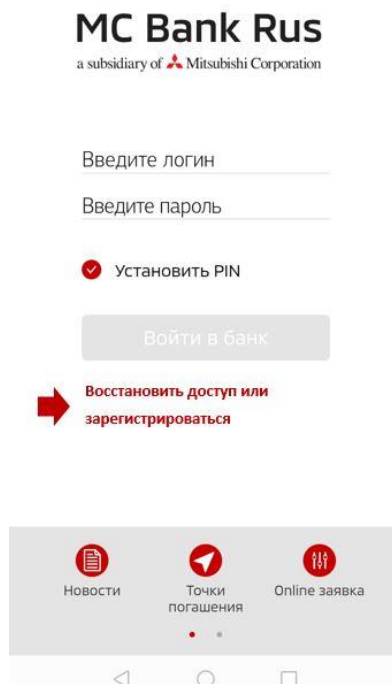 MC Bank Rus
a subsidiary of Mitsubishi Corporation
Введите логин
Введите пароль
Установить PIN
Войти в банк
Восстановить доступ или
зарегистрироваться
Новости
Точки
погашения
Online заявка